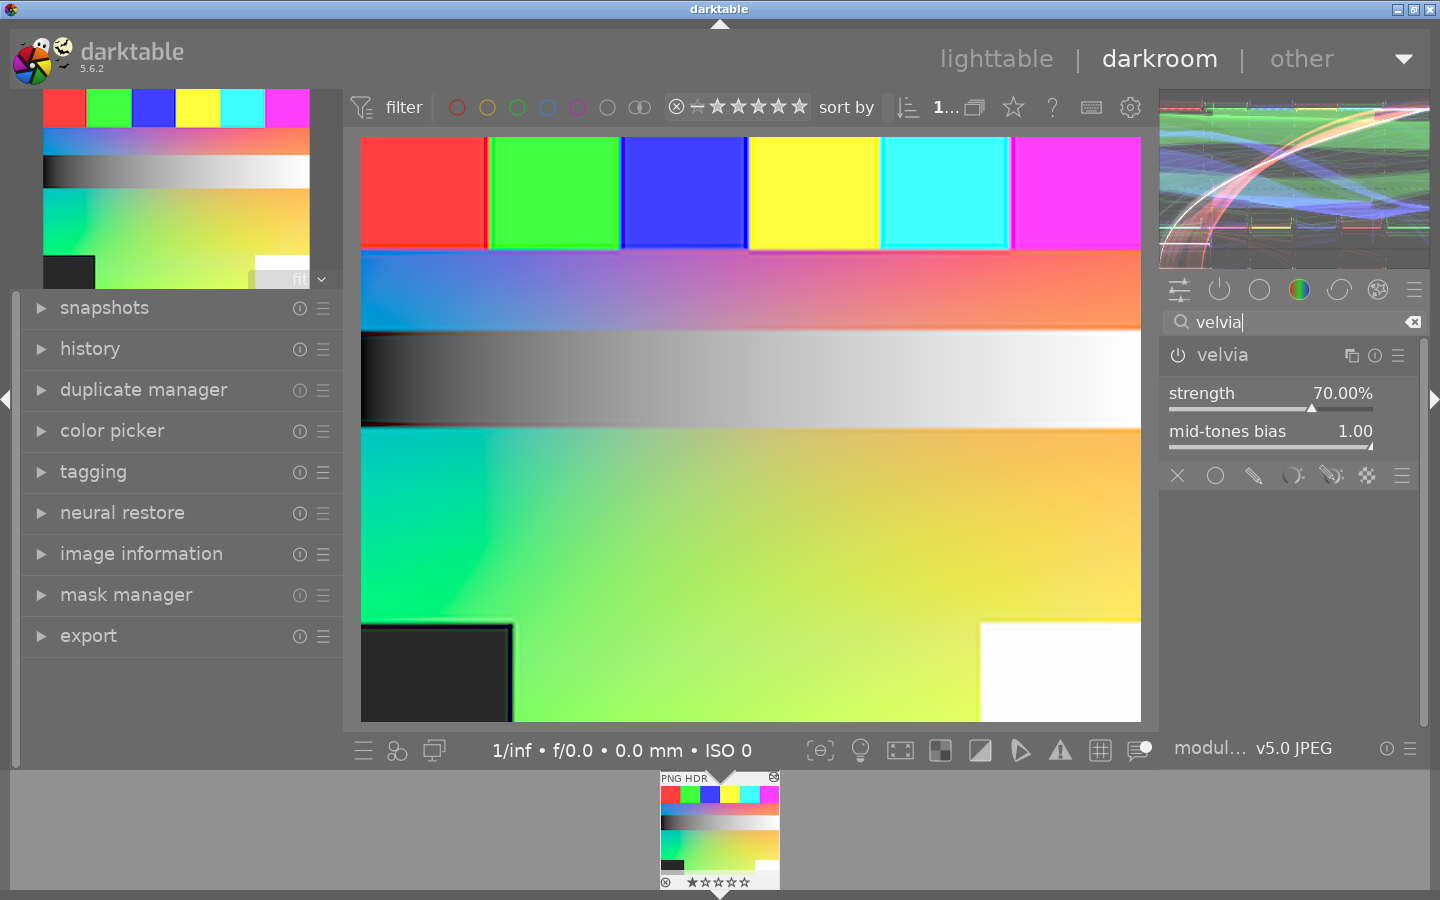 darktable
darktable
5.6.2
lighttable | darkroom | other
filter
sort by
1...
fit
snapshots
history
duplicate manager
color picker
tagging
neural restore
image information
mask manager
export
velvia
velvia
strength 70.00%
mid-tones bias 1.00
1/inf • f/0.0 • 0.0 mm • ISO 0
modul... v5.0 JPEG
PNG HDR